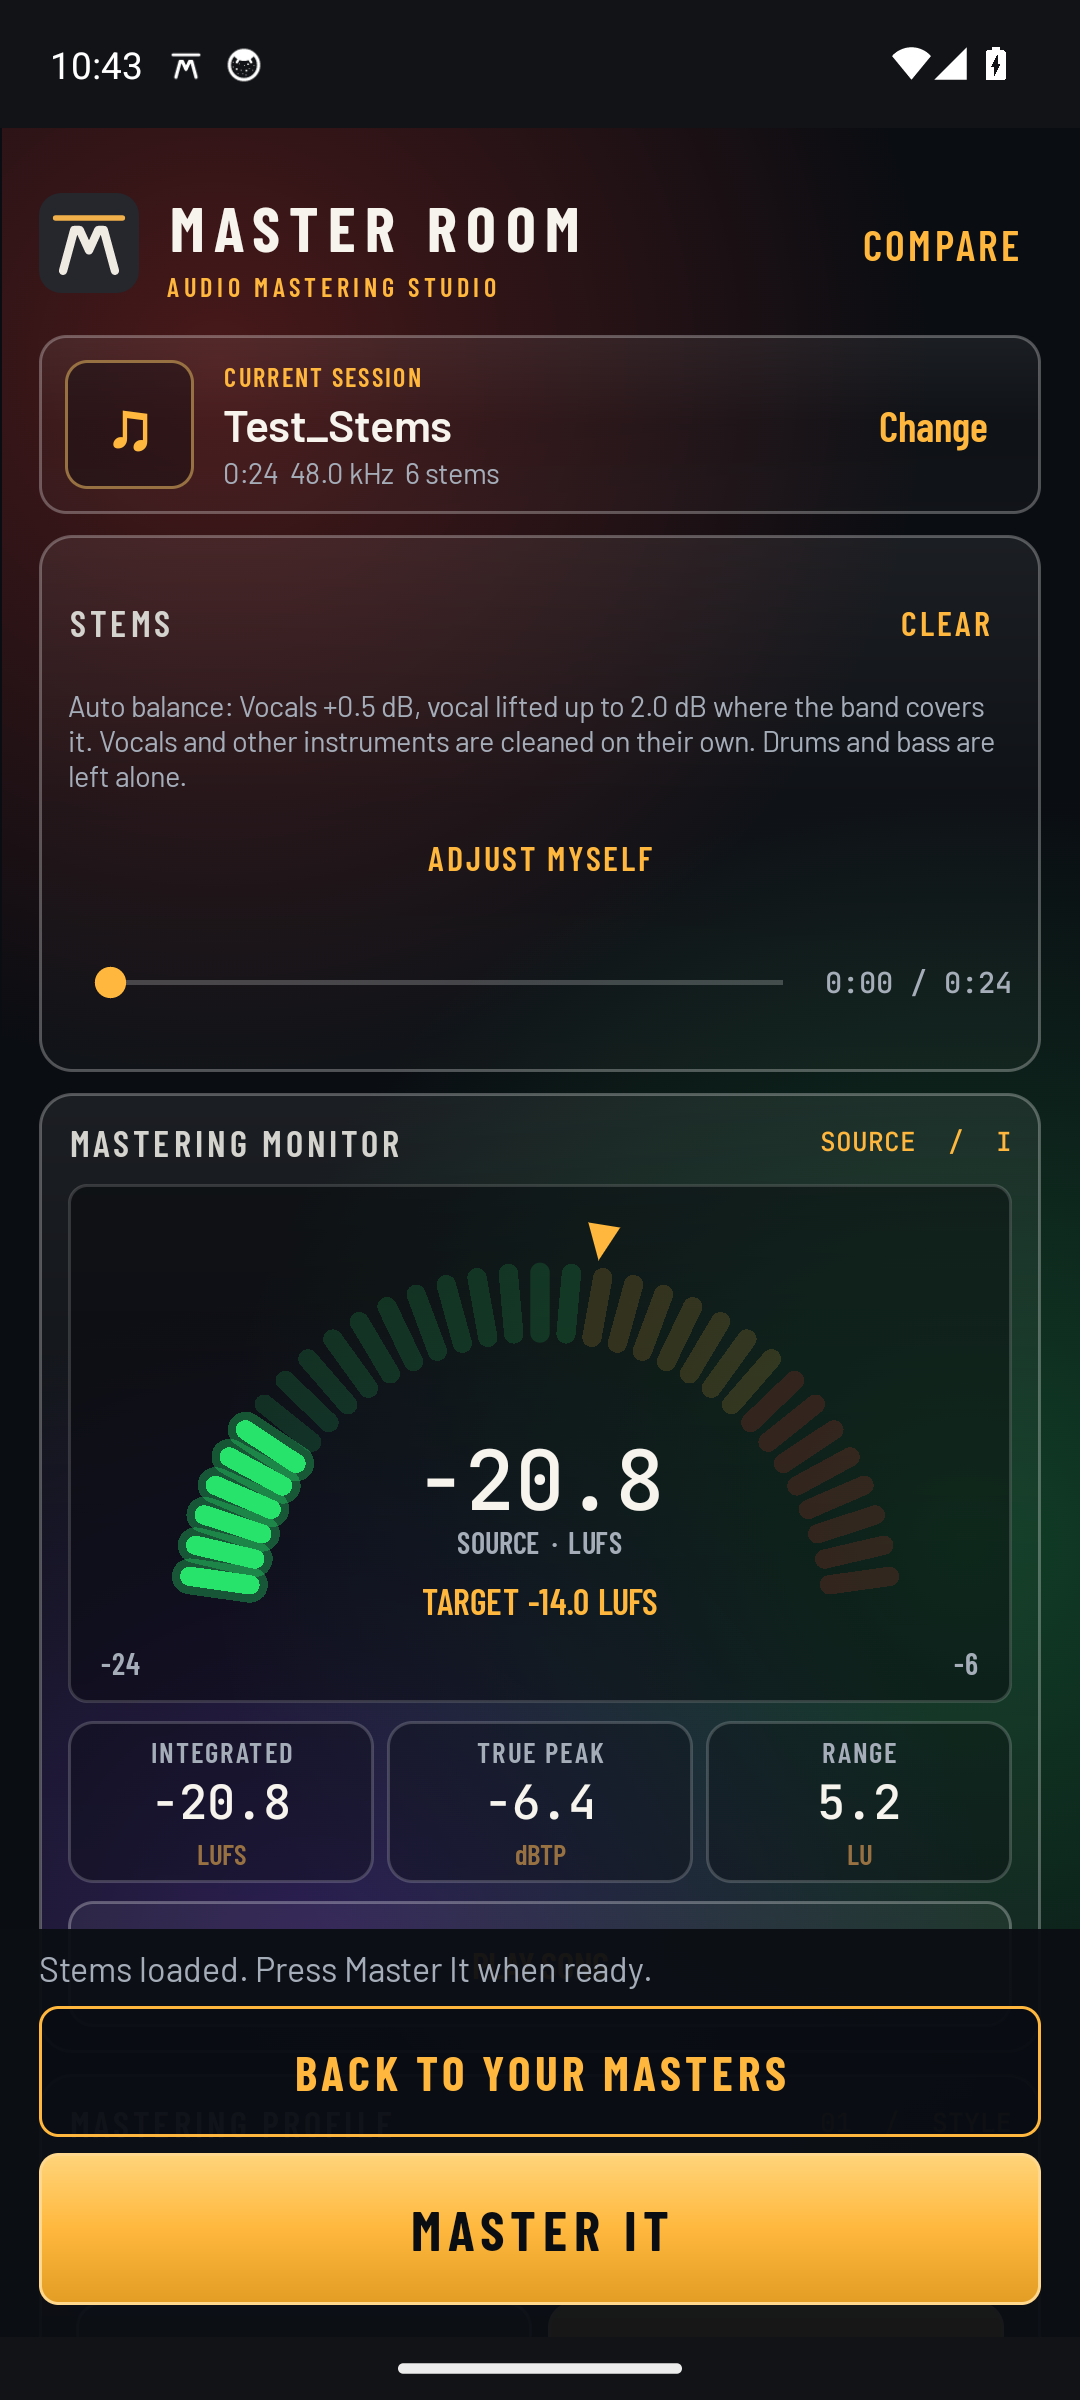 10:43
MASTER ROOM
AUDIO MASTERING STUDIO
COMPARE
CURRENT SESSION
Test_Stems
0:24 48.0 kHz 6 stems
Change
STEMS
CLEAR
Auto balance: Vocals +0.5 dB, vocal lifted up to 2.0 dB where the band covers
it. Vocals and other instruments are cleaned on their own. Drums and bass are
left alone.
ADJUST MYSELF
0:00 / 0:24
MASTERING MONITOR
SOURCE / I
-20.8
SOURCE · LUFS
TARGET -14.0 LUFS
-24
-6
INTEGRATED
-20.8
LUFS
TRUE PEAK
-6.4
dBTP
RANGE
5.2
LU
Stems loaded. Press Master It when ready.
BACK TO YOUR MASTERS
MASTERING PROFILE
STYLE
MASTER IT